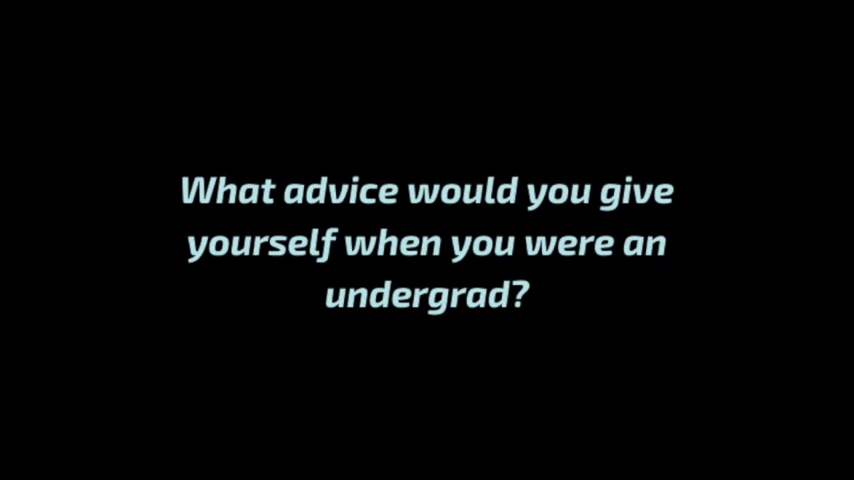 What advice would you give
yourself when you were an
undergrad?